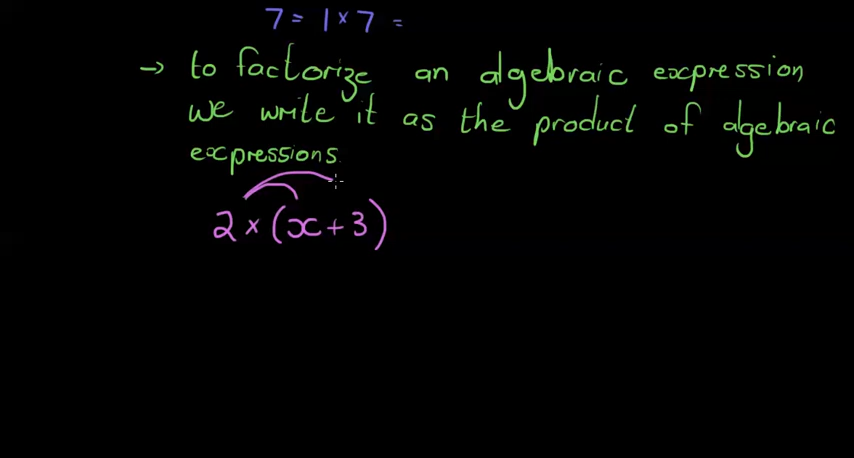 7 = 1 × 7 =
→ to factorize an algebraic expression
we write it as the product of algebraic
expressions.
2 × (x + 3)